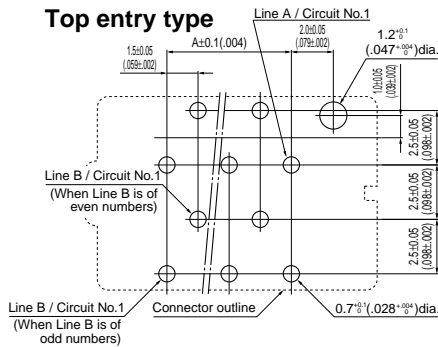 Top entry type
Line A / Circuit No.1
1.5±0.05
(.059±.002)
A±0.1(.004)
2.0±0.05
(.079±.002)
1.2+0.1 0
(.047+.004 0)dia.
1.0±0.05
(.039±.002)
2.5±0.05
(.098±.002)
2.5±0.05
(.098±.002)
2.5±0.05
(.098±.002)
Line B / Circuit No.1
(When Line B is of
even numbers)
Line B / Circuit No.1
(When Line B is of
odd numbers)
Connector outline
0.7+0.1 0(.028+.004 0)dia.